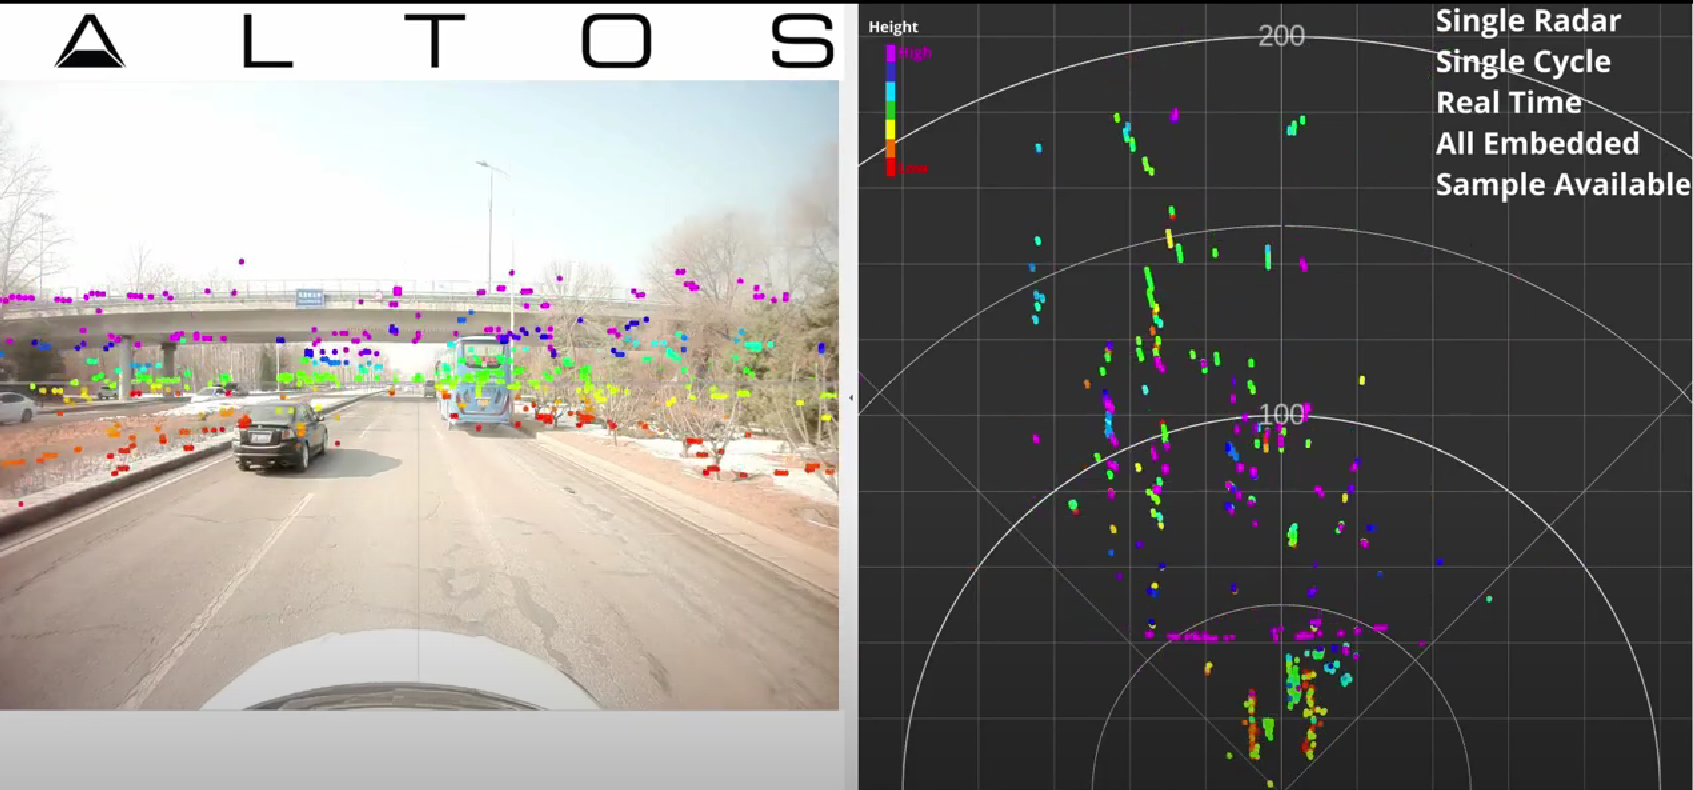 ALTOS
Height
High
Low
200
100
Single Radar
Single Cycle
Real Time
All Embedded
Sample Available